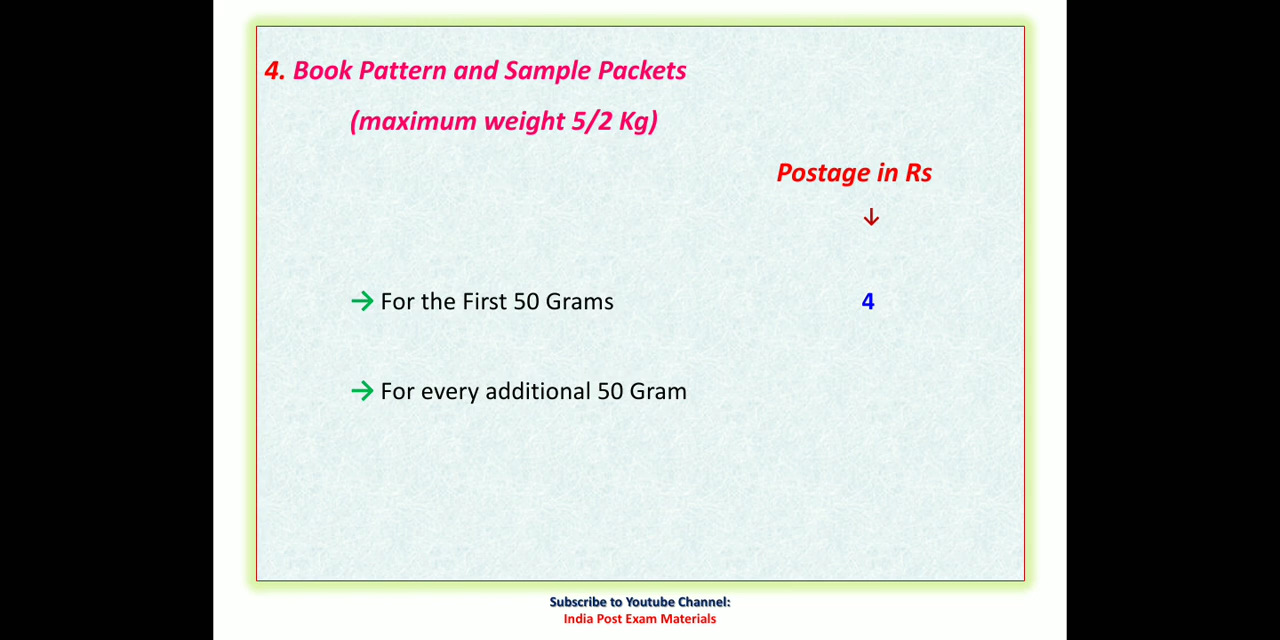 4. Book Pattern and Sample Packets
(maximum weight 5/2 Kg)
Postage in Rs
↓
→ For the First 50 Grams 4
→ For every additional 50 Gram
Subscribe to Youtube Channel:
India Post Exam Materials